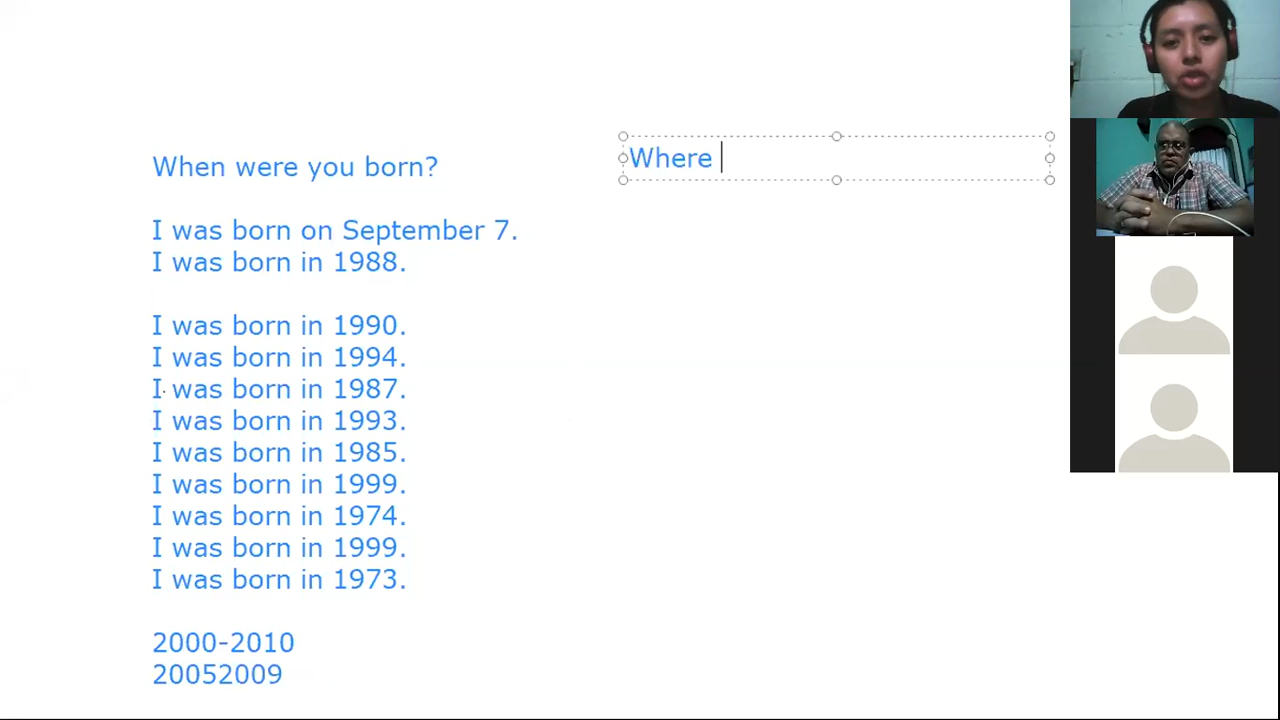 When were you born?
I was born on September 7.
I was born in 1988.
I was born in 1990.
I was born in 1994.
I was born in 1987.
I was born in 1993.
I was born in 1985.
I was born in 1999.
I was born in 1974.
I was born in 1999.
I was born in 1973.
2000-2010
20052009
Where